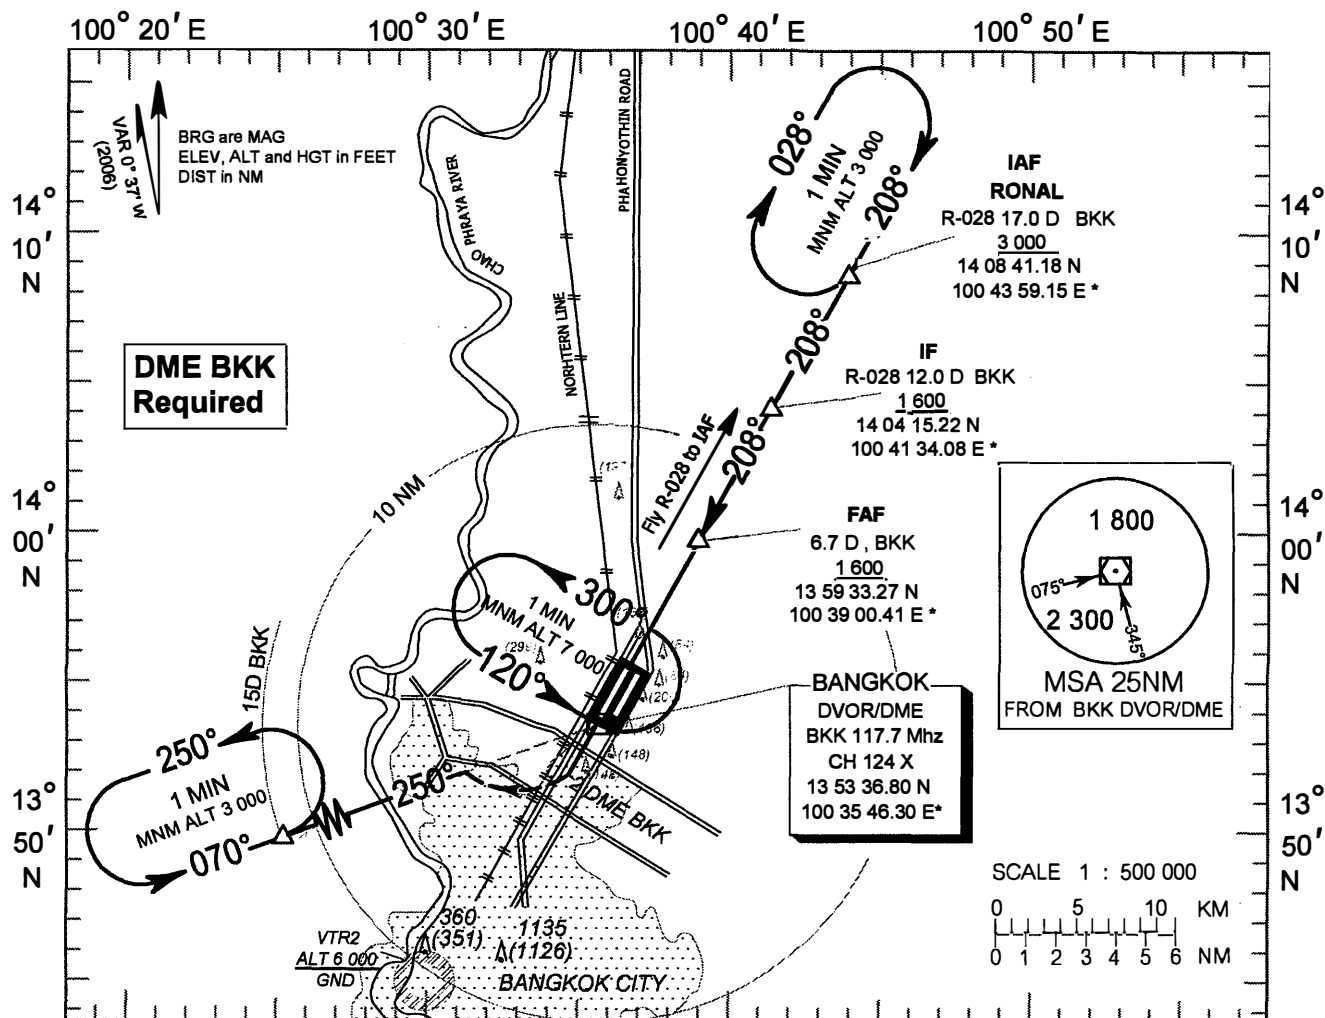 100° 20′ E
100° 30′ E
100° 40′ E
100° 50′ E
VAR 0° 37' W
(2006)
BRG are MAG
ELEV, ALT and HGT in FEET
DIST in NM
14°
10′
N
14°
00′
N
13°
50′
N
14°
10′
N
14°
00′
N
13°
50′
N
DME BKK
Required
CHAO PHRAYA RIVER
NORHTERN LINE
PHAHONYOTHIN ROAD
028°
1 MIN
MNM ALT 3 000
208°
IAF
RONAL
R-028 17.0 D BKK
3 000
14 08 41.18 N
100 43 59.15 E *
208°
IF
R-028 12.0 D BKK
1 600
14 04 15.22 N
100 41 34.08 E *
208°
Fly R-028 to IAF
FAF
6.7 D , BKK
1 600
13 59 33.27 N
100 39 00.41 E *
10 NM
300°
1 MIN
MNM ALT 7 000
120°
15D BKK
250°
1 MIN
MNM ALT 3 000
070°
250°
2 DME BKK
(148)
BANGKOK
DVOR/DME
BKK 117.7 Mhz
CH 124 X
13 53 36.80 N
100 35 46.30 E*
1 800
075°
2 300
345°
MSA 25NM
FROM BKK DVOR/DME
SCALE 1 : 500 000
0 5 10 KM
0 1 2 3 4 5 6 NM
360
(351)
1135
(1126)
VTR2
ALT 6 000
GND
BANGKOK CITY